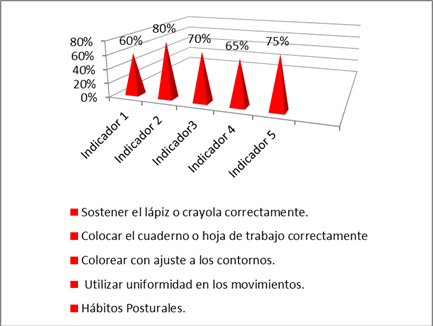 80%
60%
40%
20%
0%
60%
80%
70%
65%
75%
Indicador 1
Indicador 2
Indicador3
Indicador 4
Indicador 5
Sostener el lápiz o crayola correctamente.
Colocar el cuaderno o hoja de trabajo correctamente
Colorear con ajuste a los contornos.
Utilizar uniformidad en los movimientos.
Hábitos Posturales.